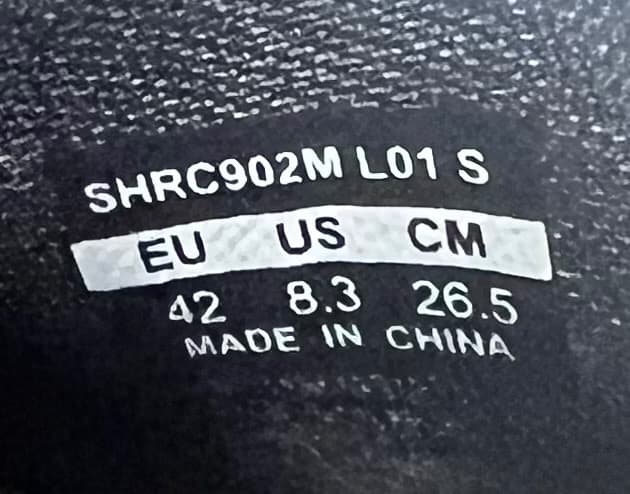 SHRC902M L01 S
EU US CM
42 8.3 26.5
MADE IN CHINA